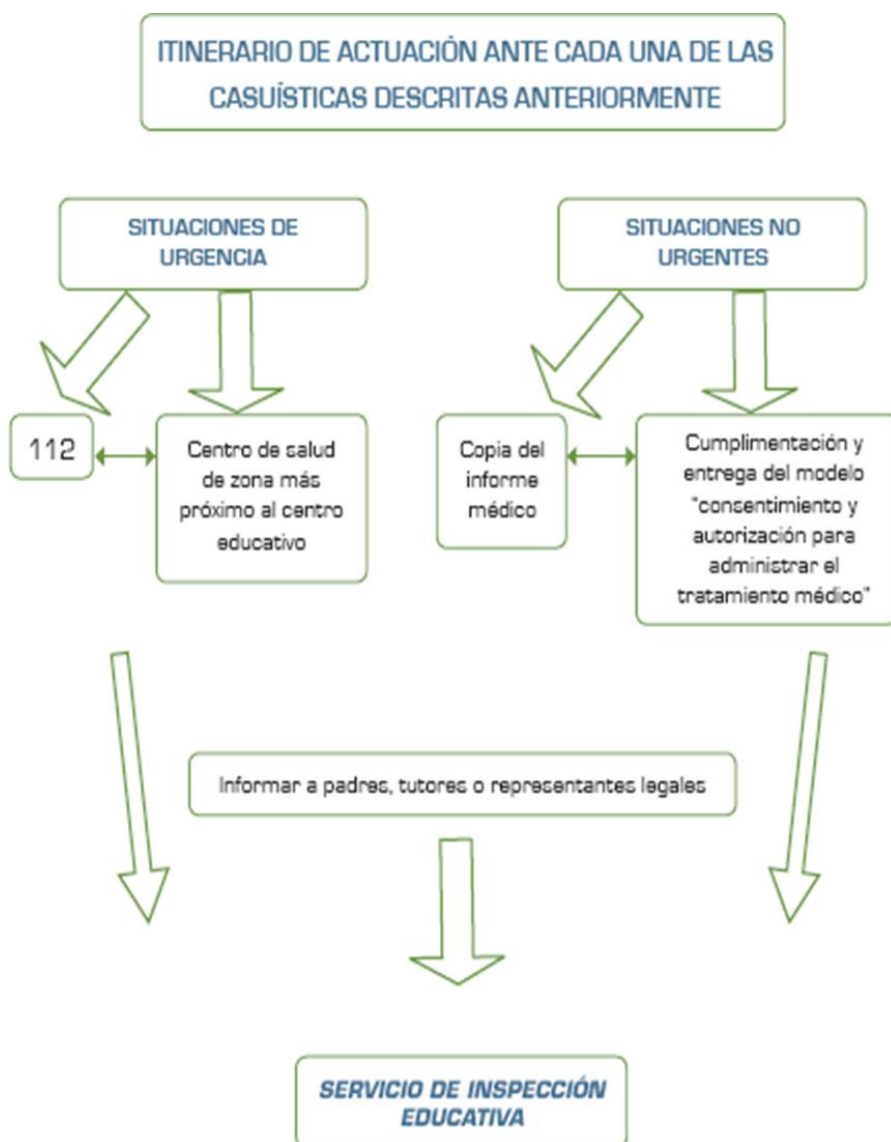 ITINERARIO DE ACTUACIÓN ANTE CADA UNA DE LAS
CASUÍSTICAS DESCRITAS ANTERIORMENTE
SITUACIONES DE
URGENCIA
SITUACIONES NO
URGENTES
112
Centro de salud
de zona más
próximo al centro
educativo
Copia del
informe
médico
Cumplimentación y
entrega del modelo
"consentimiento y
autorización para
administrar el
tratamiento médico"
Informar a padres, tutores o representantes legales
SERVICIO DE INSPECCIÓN
EDUCATIVA